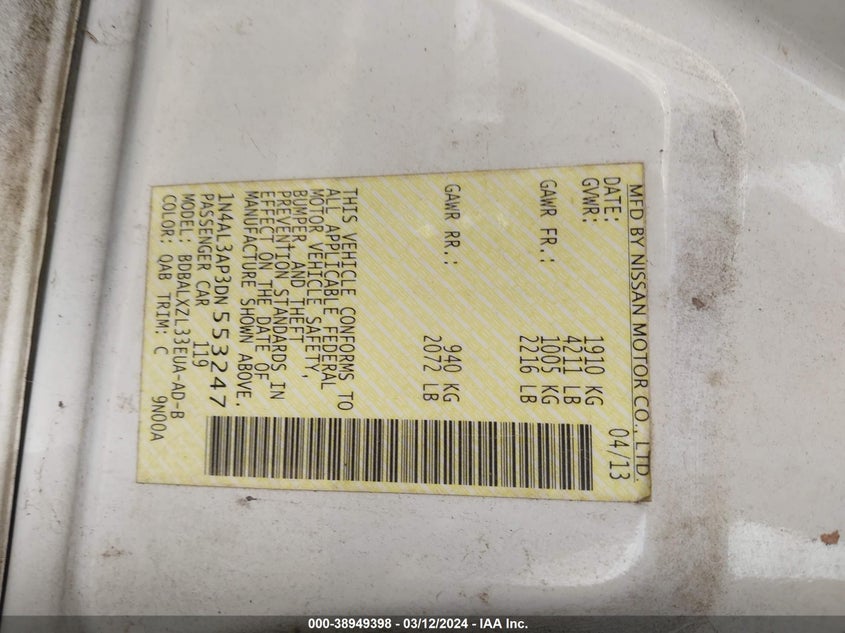 MFD BY NISSAN MOTOR CO., LTD.
DATE: 04/13
GVWR: 1910 KG
4211 LB
GAWR FR.: 1005 KG
2216 LB
GAWR RR.: 940 KG
2072 LB
THIS VEHICLE CONFORMS TO
ALL APPLICABLE FEDERAL
MOTOR VEHICLE SAFETY,
BUMPER, AND THEFT
PREVENTION STANDARDS IN
EFFECT ON THE DATE OF
MANUFACTURE SHOWN ABOVE.
1N4AL3AP3DN553247
PASSENGER CAR 119
MODEL: BDBALXZL33EUA-AD-B
COLOR: QAB TRIM: C 9N00A
000-38949398 - 03/12/2024 - IAA Inc.